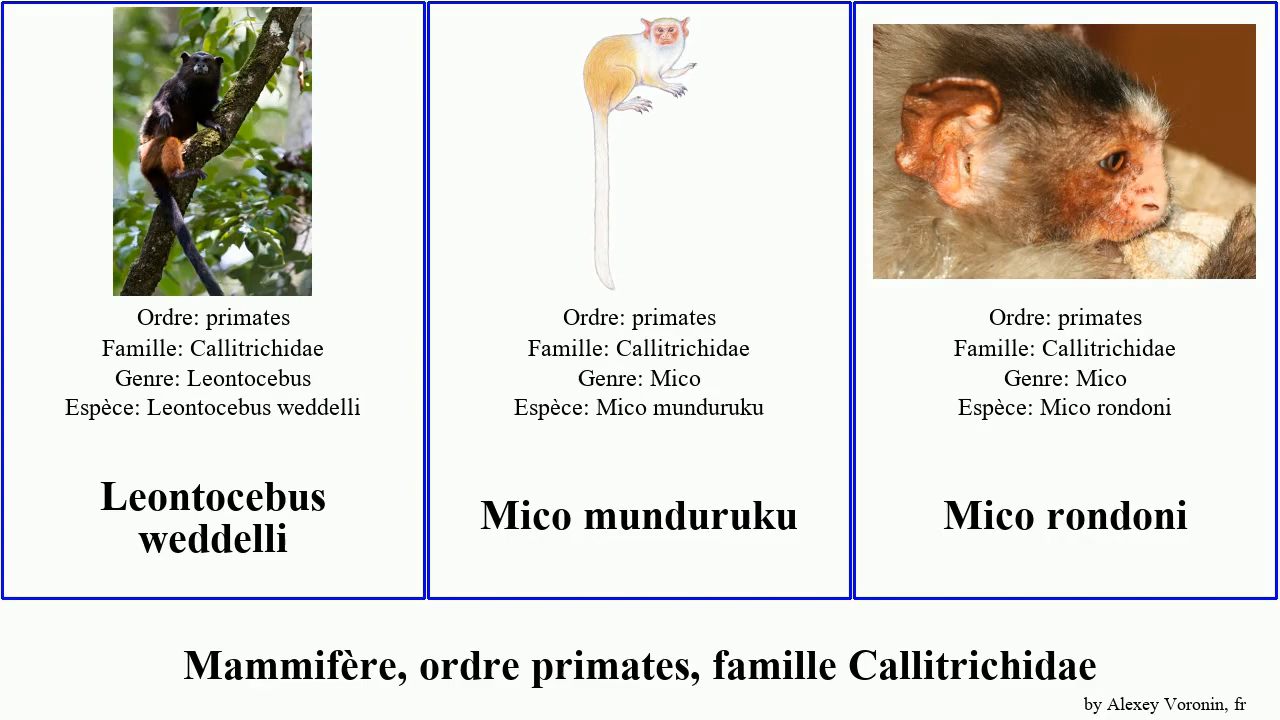 Ordre: primates
Famille: Callitrichidae
Genre: Leontocebus
Espèce: Leontocebus weddelli
Leontocebus
weddelli
Ordre: primates
Famille: Callitrichidae
Genre: Mico
Espèce: Mico munduruku
Mico munduruku
Ordre: primates
Famille: Callitrichidae
Genre: Mico
Espèce: Mico rondoni
Mico rondoni
Mammifère, ordre primates, famille Callitrichidae
by Alexey Voronin, fr